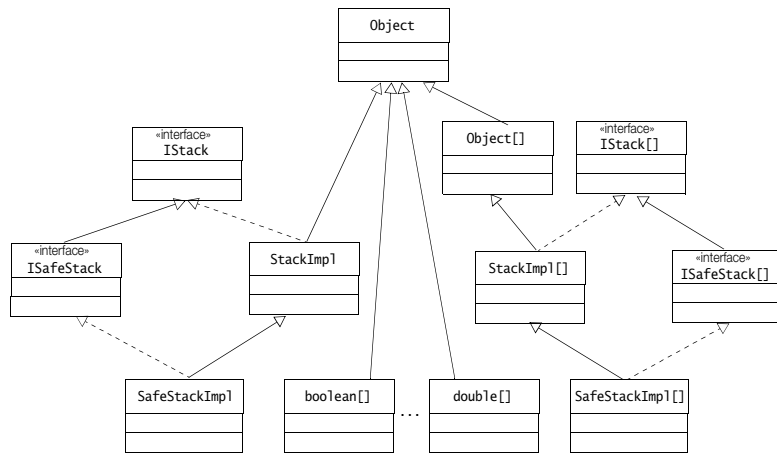 Object
«interface»
IStack
Object[]
«interface»
IStack[]
«interface»
ISafeStack
StackImpl
StackImpl[]
«interface»
ISafeStack[]
SafeStackImpl
boolean[]
...
double[]
SafeStackImpl[]